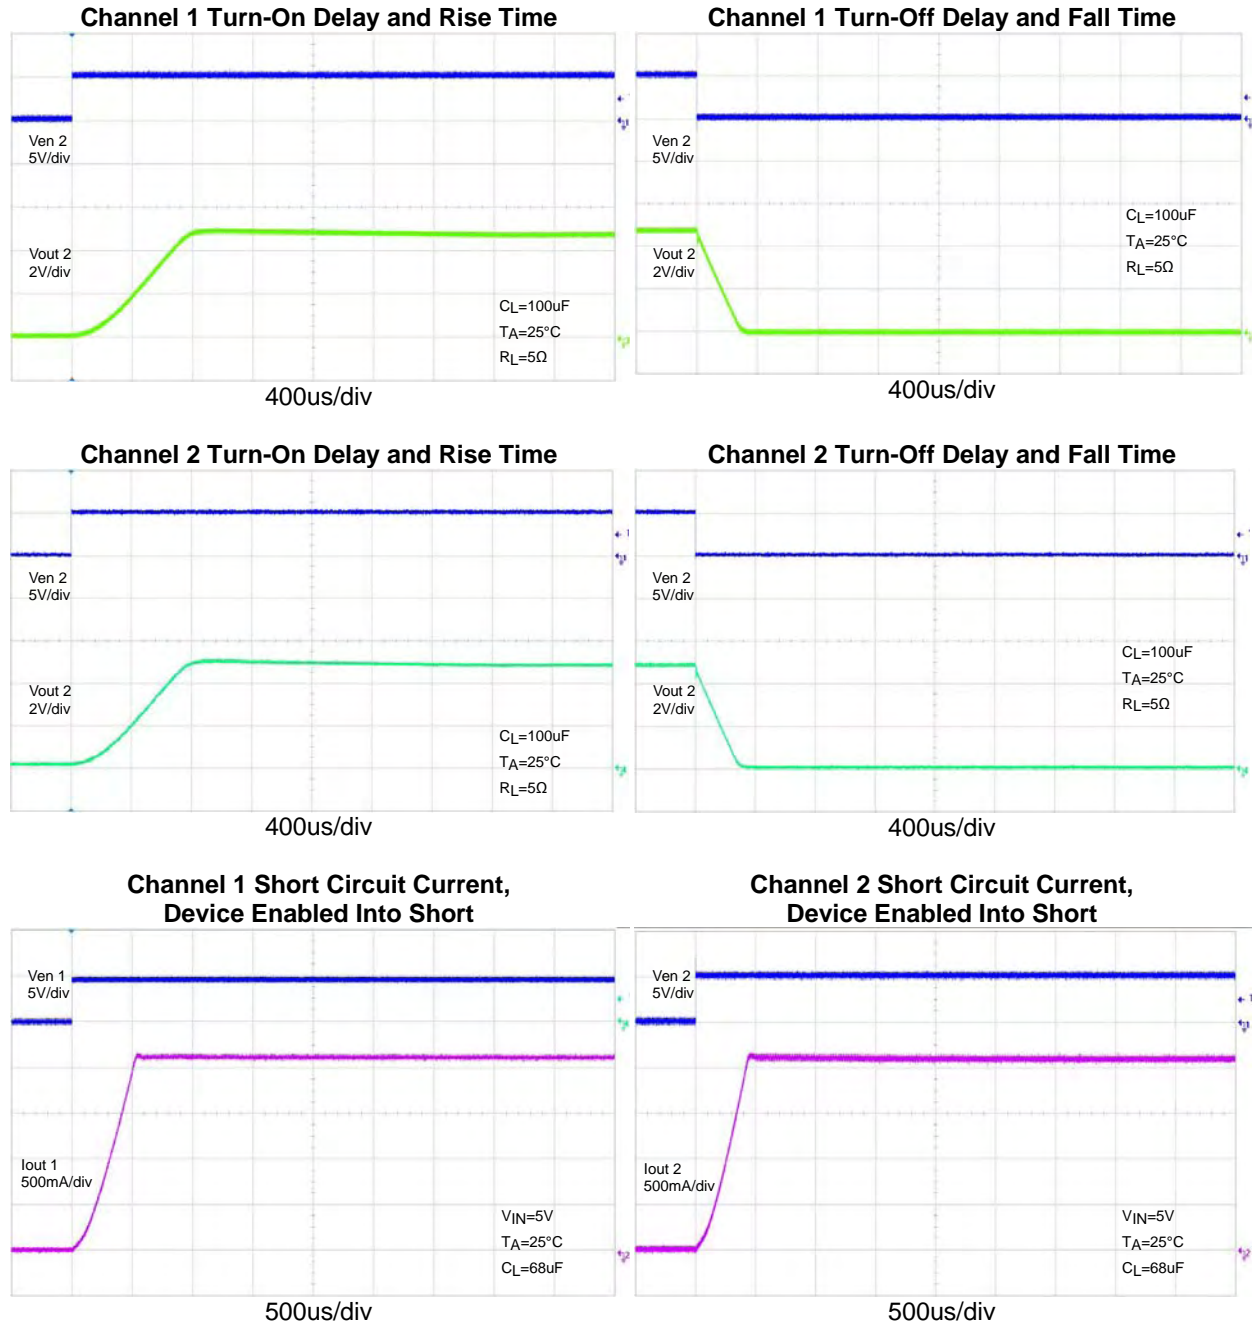 Channel 1 Turn-On Delay and Rise Time
Ven 2
5V/div
Vout 2
2V/div
CL=100uF
TA=25°C
RL=5Ω
400us/div
Channel 1 Turn-Off Delay and Fall Time
Ven 2
5V/div
Vout 2
2V/div
CL=100uF
TA=25°C
RL=5Ω
400us/div
Channel 2 Turn-On Delay and Rise Time
Ven 2
5V/div
Vout 2
2V/div
CL=100uF
TA=25°C
RL=5Ω
400us/div
Channel 2 Turn-Off Delay and Fall Time
Ven 2
5V/div
Vout 2
2V/div
CL=100uF
TA=25°C
RL=5Ω
400us/div
Channel 1 Short Circuit Current,
Device Enabled Into Short
Ven 1
5V/div
Iout 1
500mA/div
VIN=5V
TA=25°C
CL=68uF
500us/div
Channel 2 Short Circuit Current,
Device Enabled Into Short
Ven 2
5V/div
Iout 2
500mA/div
VIN=5V
TA=25°C
CL=68uF
500us/div